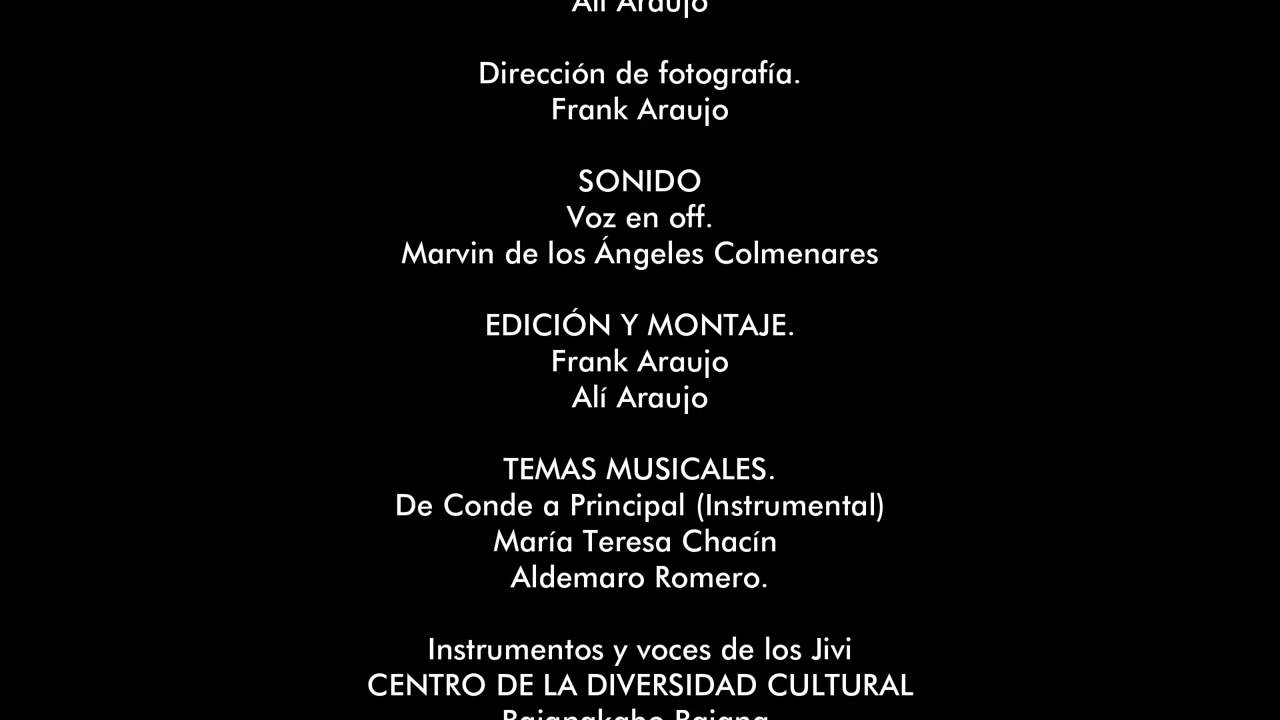 Alí Araujo
Dirección de fotografía.
Frank Araujo
SONIDO
Voz en off.
Marvin de los Ángeles Colmenares
EDICIÓN Y MONTAJE.
Frank Araujo
Alí Araujo
TEMAS MUSICALES.
De Conde a Principal (Instrumental)
María Teresa Chacín
Aldemaro Romero.
Instrumentos y voces de los Jivi
CENTRO DE LA DIVERSIDAD CULTURAL